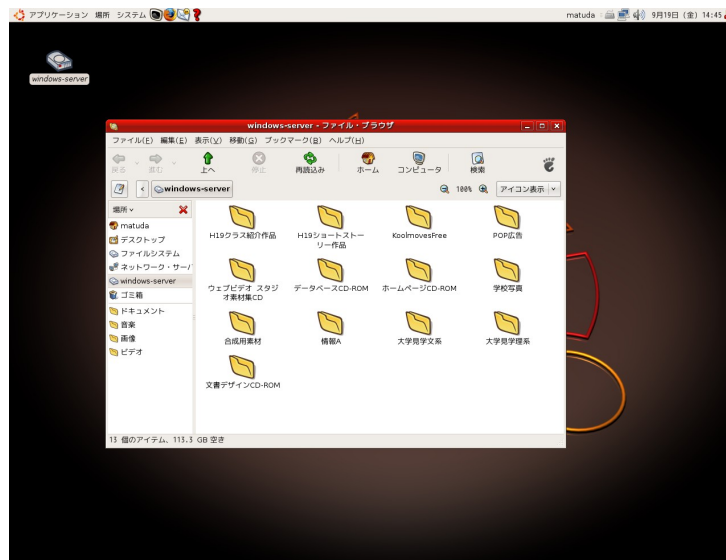 アプリケーション 場所 システム matuda 9月19日 (金) 14:45
windows-server
windows-server - ファイル・ブラウザ
ファイル(E) 編集(E) 表示(V) 移動(G) ブックマーク(B) ヘルプ(H)
戻る 進む 上へ 停止 再読込み ホーム コンピュータ 検索
windows-server 100% アイコン表示
場所
matuda
デスクトップ
ファイルシステム
ネットワーク・サーバ
windows-server
ゴミ箱
ドキュメント
音楽
画像
ビデオ
H19クラス紹介作品 H19ショートストー KoolmovesFree POP広告
リー作品
ウェブビデオ スタジ データベースCD-ROM ホームページCD-ROM 学校写真
オ素材集CD
合成用素材 情報A 大学見学文系 大学見学理系
文書デザインCD-ROM
13 個のアイテム、113.3 GB 空き